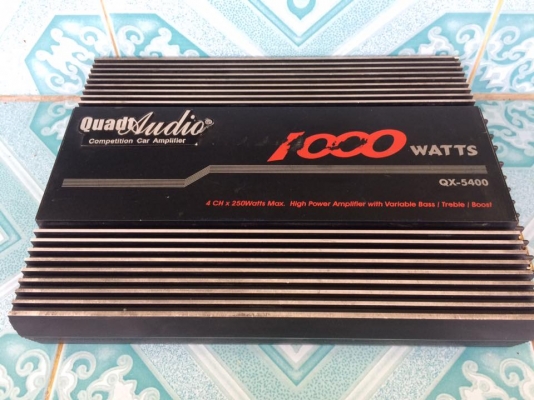 QuadtAudio®
Competition Car Amplifier
1000 WATTS
QX-5400
4 CH x 250Watts Max. High Power Amplifier with Variable Bass / Treble / Boost